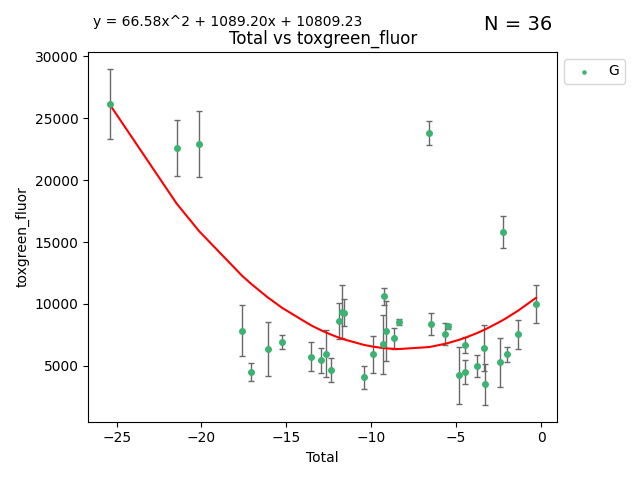 y = 66.58x^2 + 1089.20x + 10809.23
N = 36
Total vs toxgreen_fluor
G
30000
25000
20000
15000
10000
5000
toxgreen_fluor
−25
−20
−15
−10
−5
0
Total